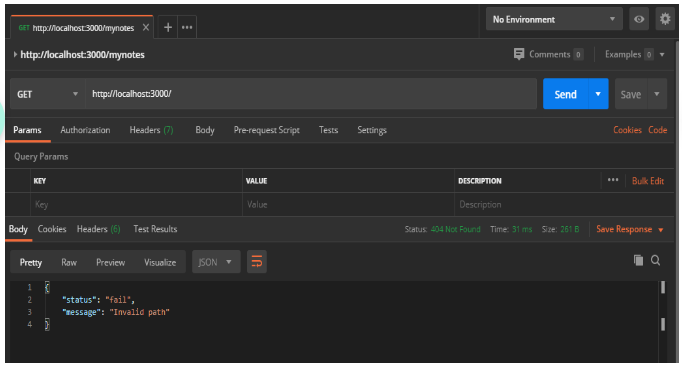 GET http://localhost:3000/mynotes X + ••• No Environment
http://localhost:3000/mynotes Comments 0 Examples 0
GET http://localhost:3000/ Send Save
Params Authorization Headers (7) Body Pre-request Script Tests Settings Cookies Code
Query Params
KEY VALUE DESCRIPTION ••• Bulk Edit
Key Value Description
Body Cookies Headers (6) Test Results Status: 404 Not Found Time: 31 ms Size: 261 B Save Response
Pretty Raw Preview Visualize JSON
1 {
2 "status": "fail",
3 "message": "Invalid path"
4 }